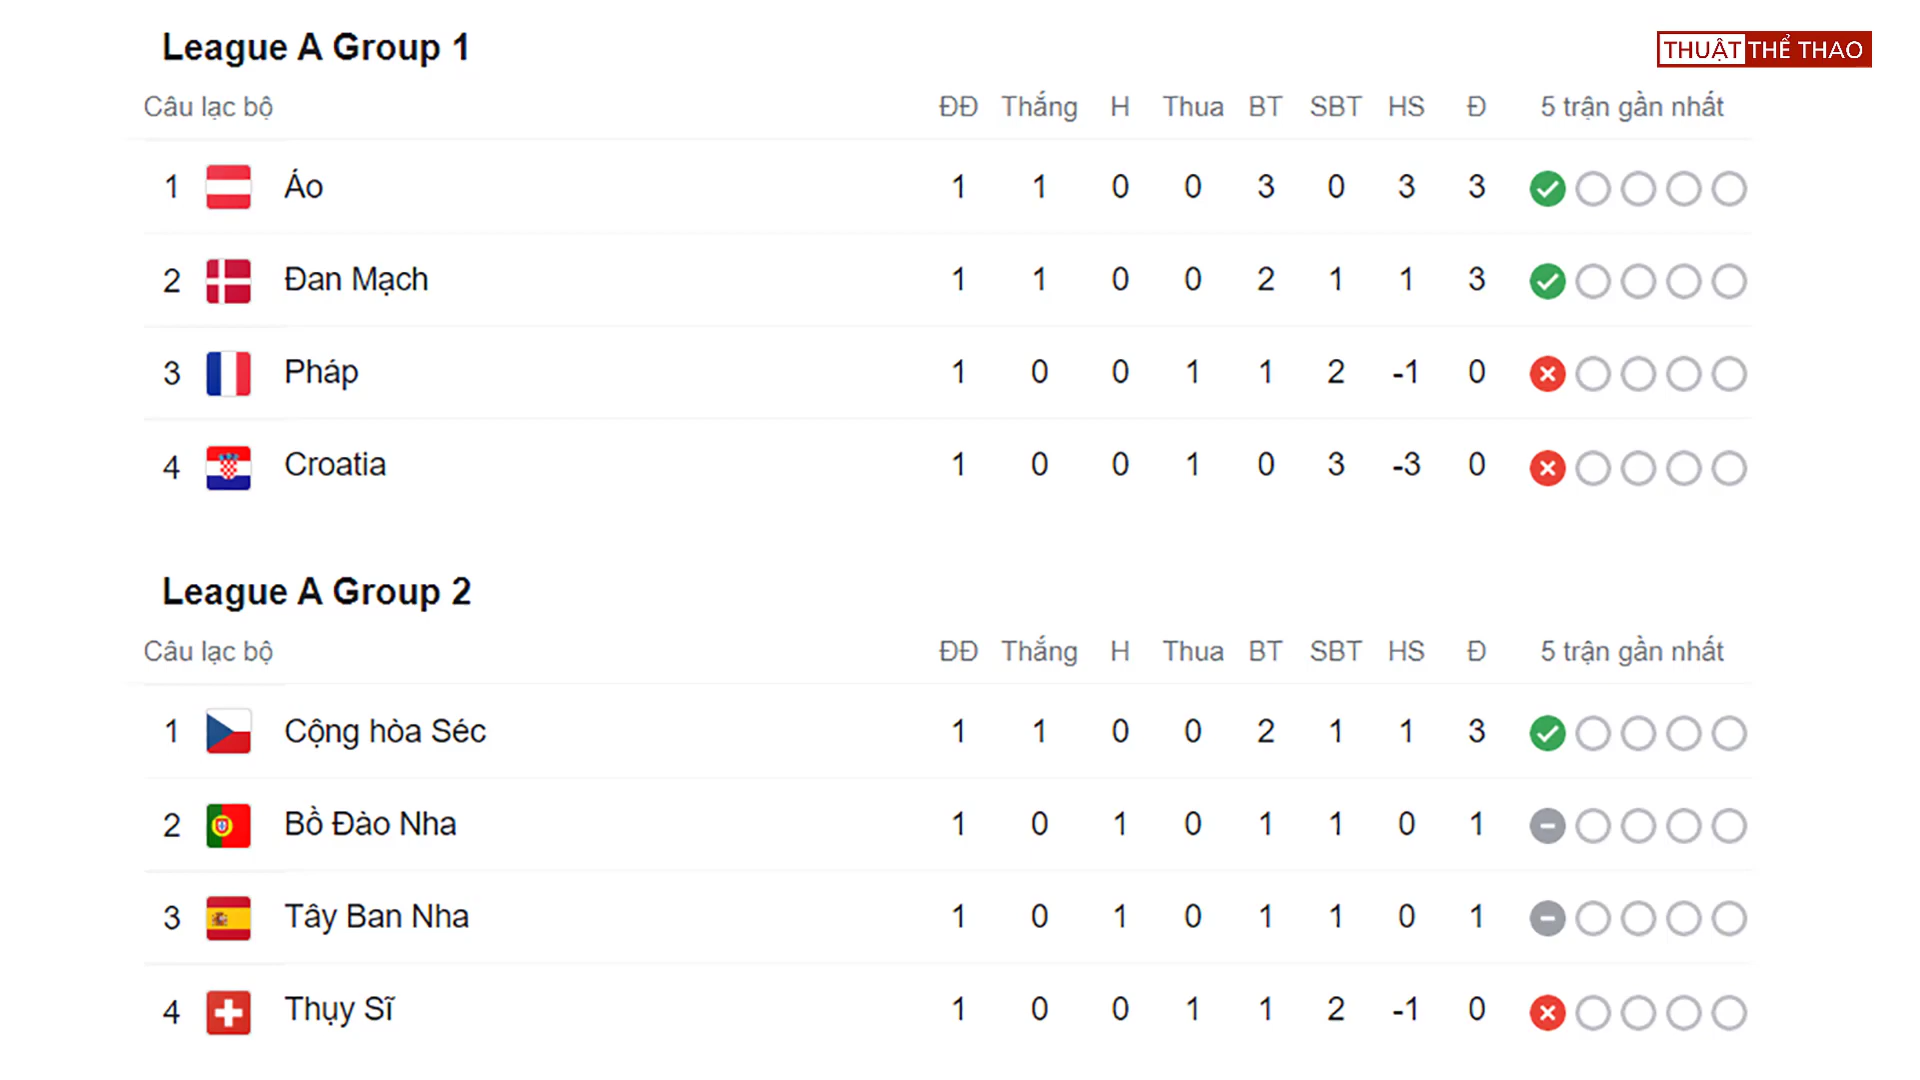 League A Group 1
THUẬT THỂ THAO
Câu lạc bộ ĐĐ Thắng H Thua BT SBT HS Đ 5 trận gần nhất
1 Áo 1 1 0 0 3 0 3 3
2 Đan Mạch 1 1 0 0 2 1 1 3
3 Pháp 1 0 0 1 1 2 -1 0
4 Croatia 1 0 0 1 0 3 -3 0
League A Group 2
Câu lạc bộ ĐĐ Thắng H Thua BT SBT HS Đ 5 trận gần nhất
1 Cộng hòa Séc 1 1 0 0 2 1 1 3
2 Bồ Đào Nha 1 0 1 0 1 1 0 1
3 Tây Ban Nha 1 0 1 0 1 1 0 1
4 Thụy Sĩ 1 0 0 1 1 2 -1 0